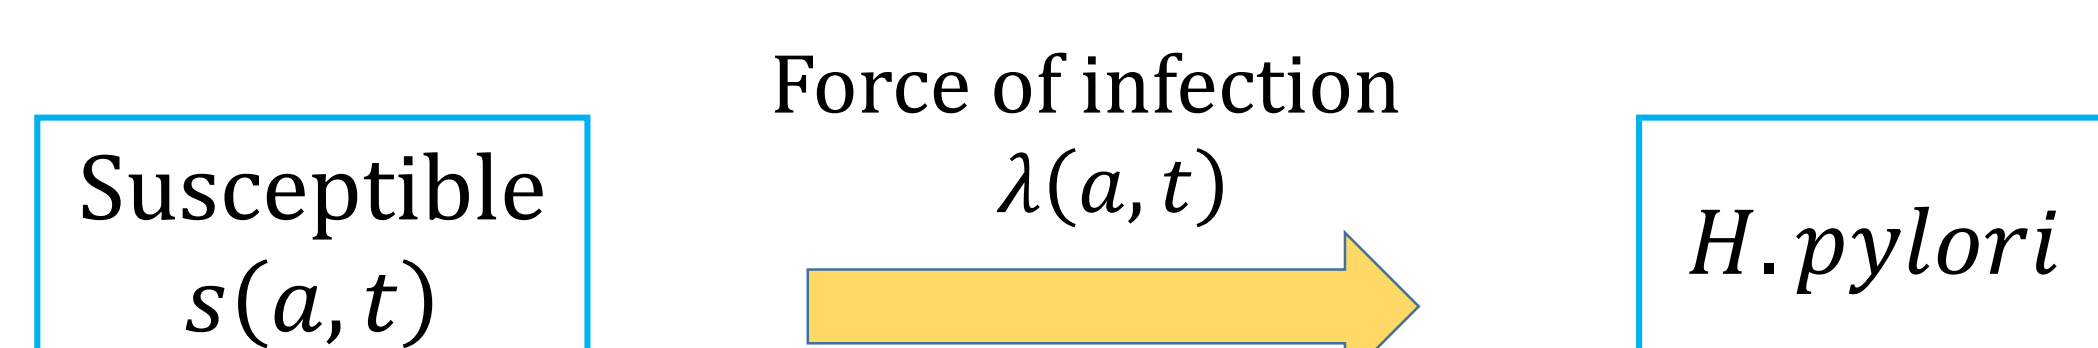 Force of infection
λ(a, t)
Susceptible
s(a, t)
H. pylori